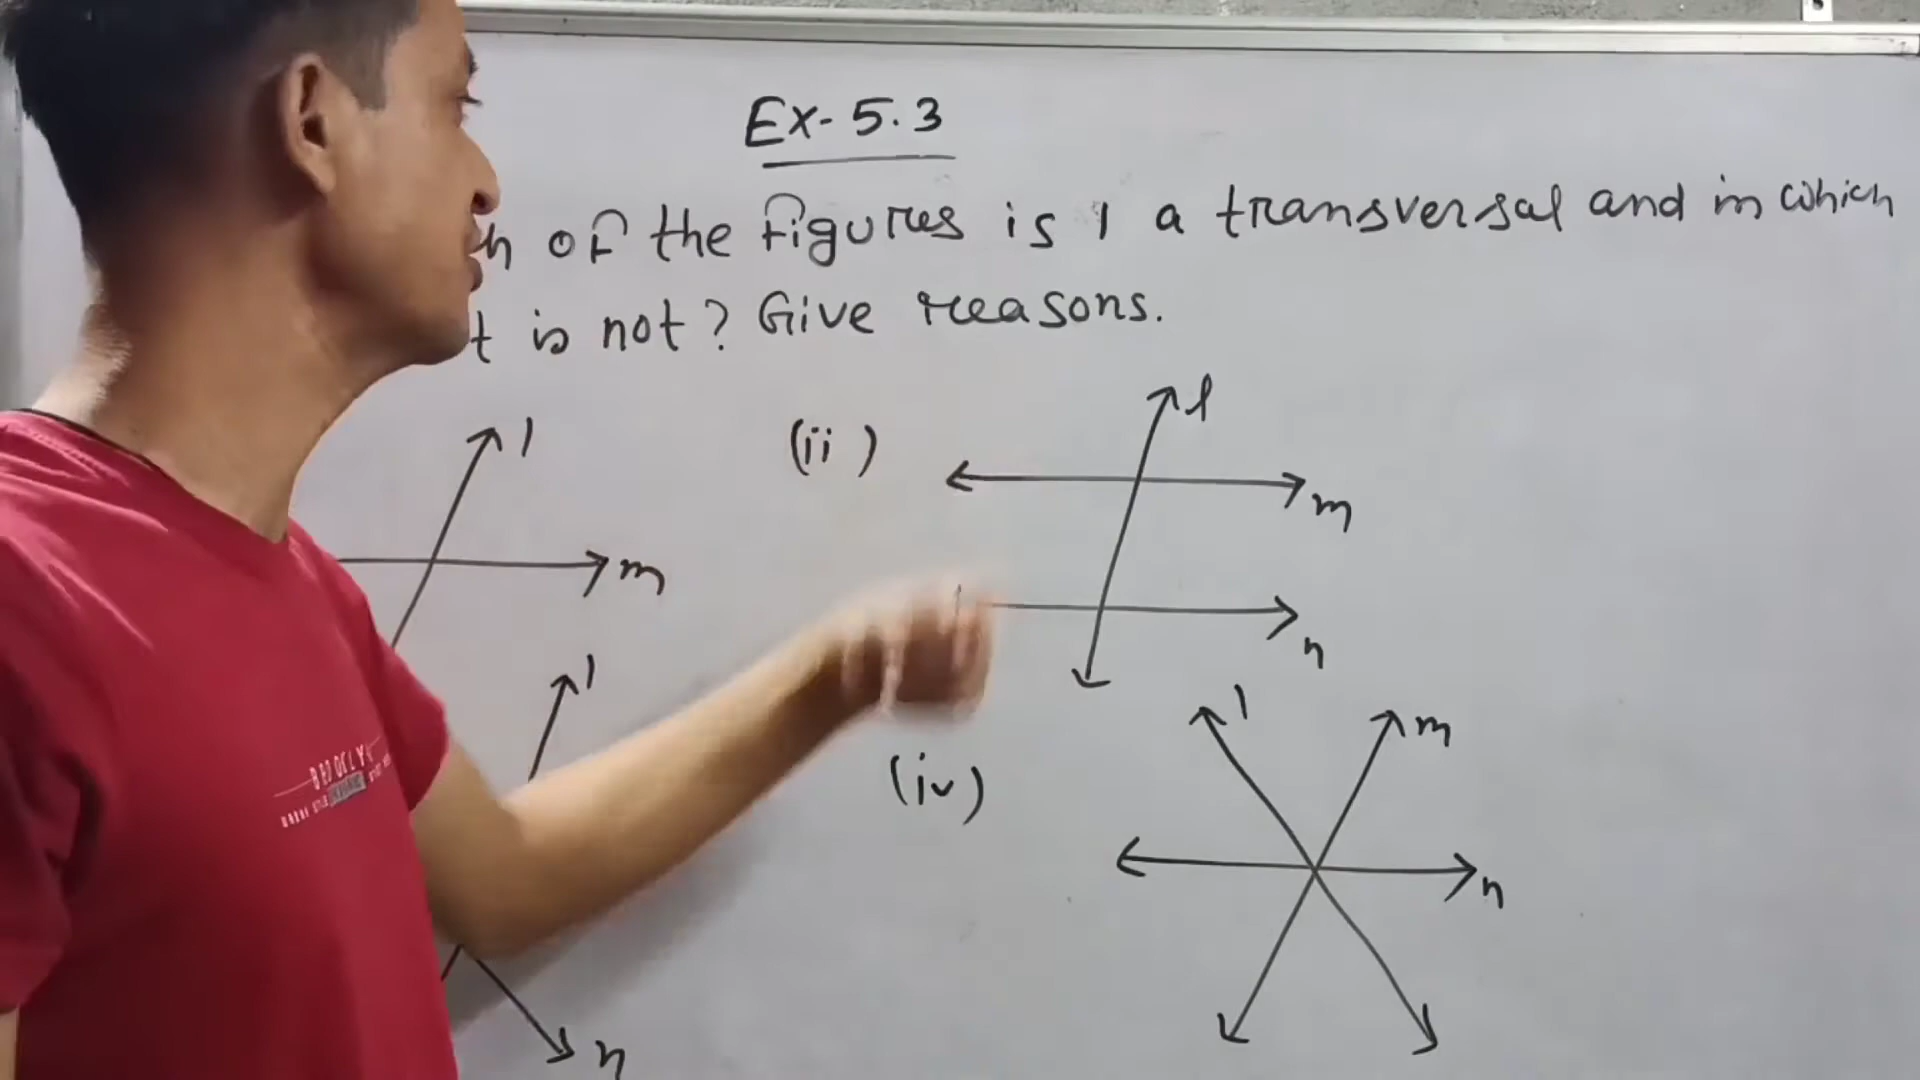 Ex- 5.3
of the figures is l a transversal and in which
is not? Give reasons.
l
m
(ii)
l
m
n
l
n
(iv)
l
m
n